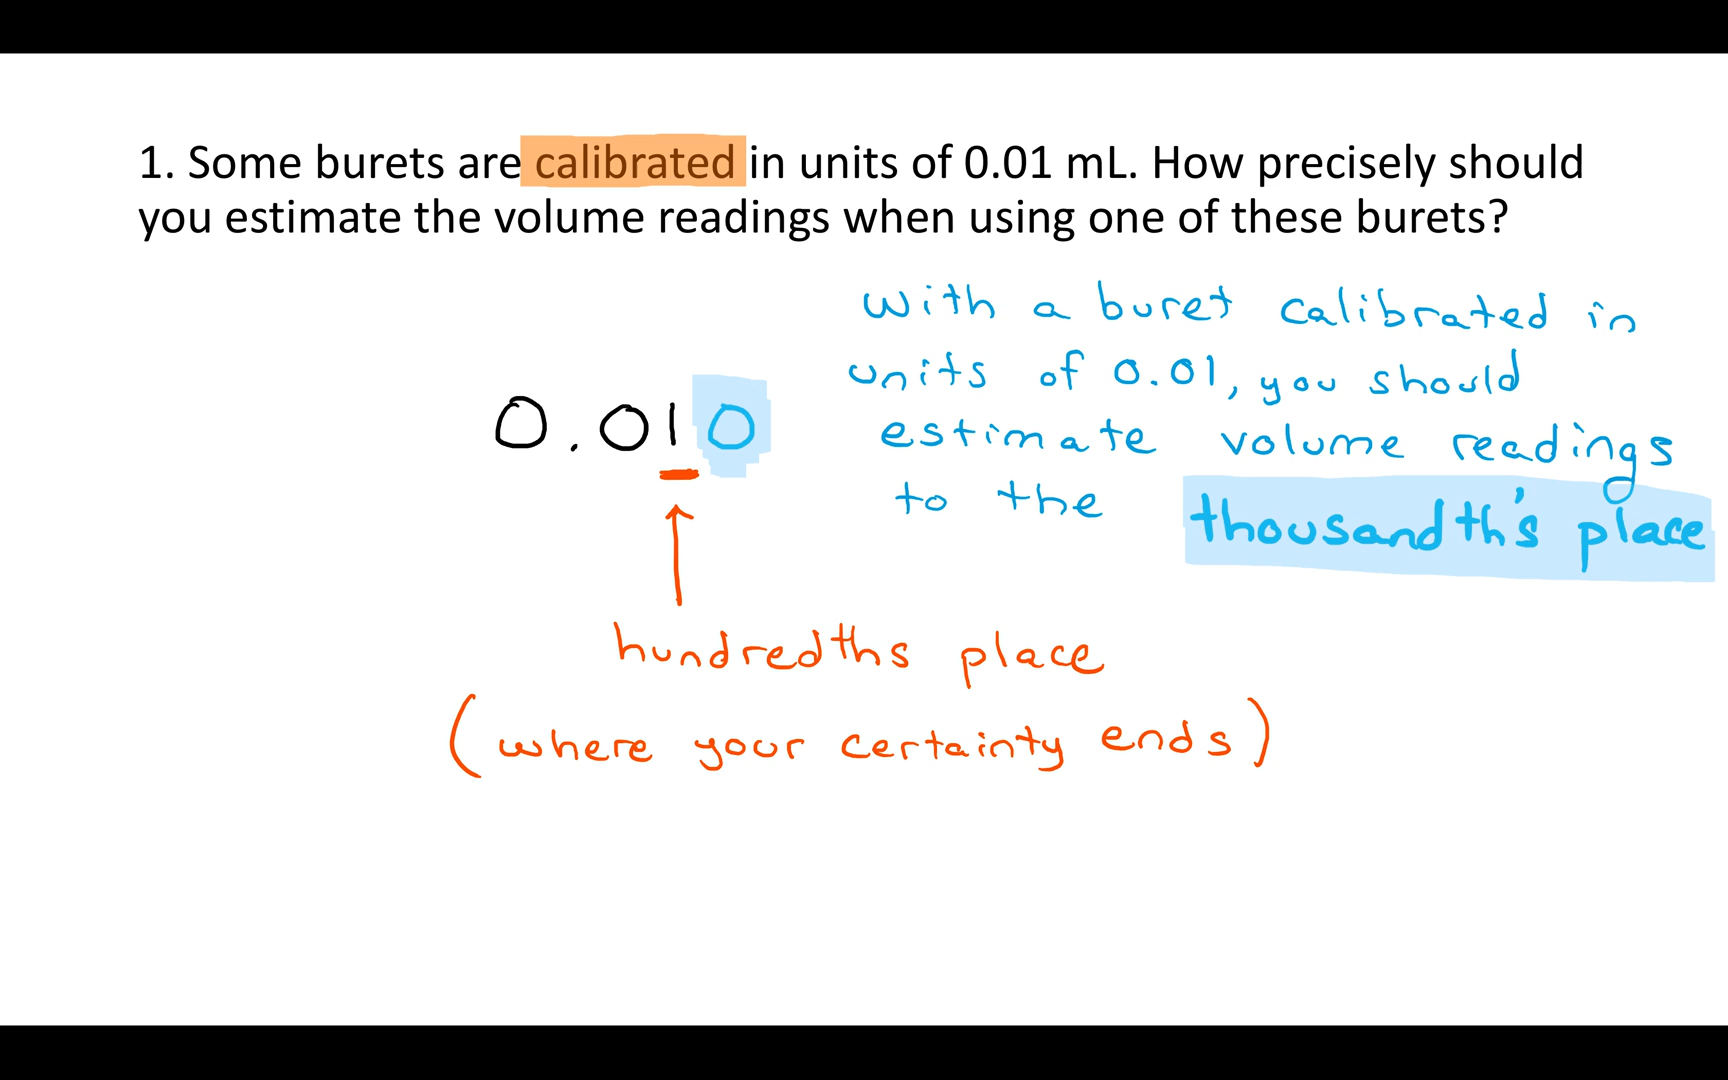 1. Some burets are calibrated in units of 0.01 mL. How precisely should
you estimate the volume readings when using one of these burets?
With a buret calibrated in
units of 0.01, you should
estimate volume readings
to the thousandth's place
0.010
hundredths place
(where your certainty ends)